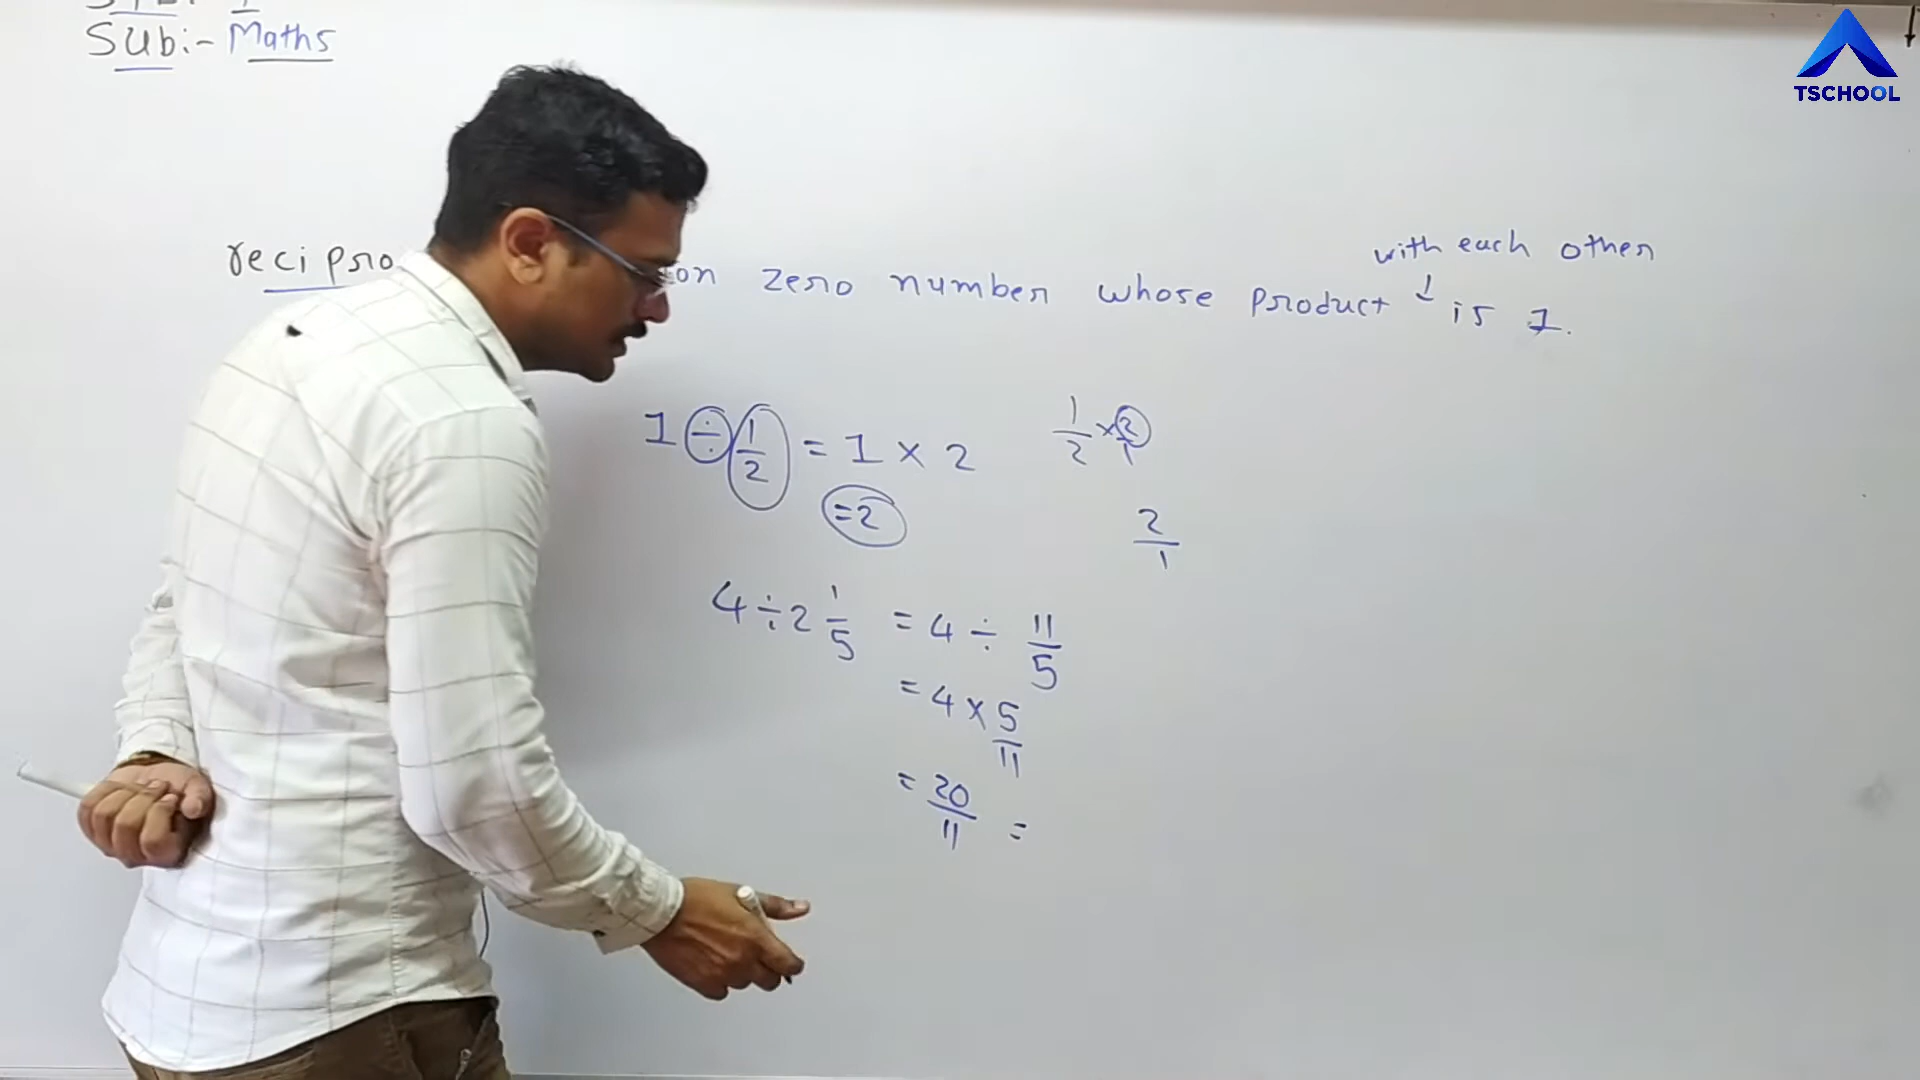 Sub:- Maths
TSCHOOL
with each other
recipro on zero number whose product ↓ is 1.
1 ÷ 1/2 = 1 × 2
= 2
1/2 × 2/1
2/1
4 ÷ 2 1/5 = 4 ÷ 11/5
= 4 × 5/11
= 20/11 =